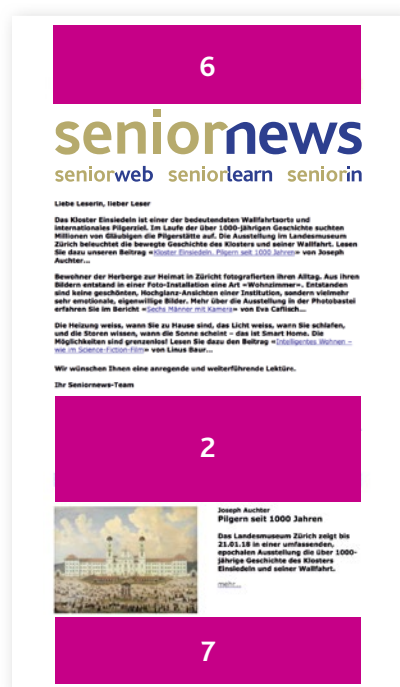 6
seniornews
seniorweb seniorlearn seniorin
Liebe Leserin, lieber Leser
Das Kloster Einsiedeln ist einer der bedeutendsten Wallfahrtsorte und
internationales Pilgerziel. Im Laufe der über 1000-jährigen Geschichte suchten
Millionen von Gläubigen die Pilgerstätte auf. Die Ausstellung im Landesmuseum
Zürich beleuchtet die bewegte Geschichte des Klosters und seiner Wallfahrt. Lesen
Sie dazu unseren Beitrag «Kloster Einsiedeln. Pilgern seit 1000 Jahren» von Joseph
Auchter...
Bewohner der Herberge zur Heimat in Zürich fotografierten ihren Alltag. Aus ihren
Bildern entstand in einer Foto-Installation eine Art «Wohnzimmer». Entstanden
sind keine geschönten, Hochglanz-Ansichten einer Institution, sondern vielmehr
sehr emotionale, eigenwillige Bilder. Mehr über die Ausstellung in der Photobastei
erfahren Sie im Bericht «Sechs Männer mit Kamera» von Eva Caflisch...
Die Heizung weiss, wann Sie zu Hause sind, das Licht weiss, wann Sie schlafen,
und die Storen wissen, wann die Sonne scheint – das ist Smart Home. Die
Möglichkeiten sind grenzenlos! Lesen Sie dazu den Beitrag «Intelligentes Wohnen –
wie im Science-Fiction-Film» von Linus Baur...
Wir wünschen Ihnen eine anregende und weiterführende Lektüre.
Ihr Seniornews-Team
2
Joseph Auchter
Pilgern seit 1000 Jahren
Das Landesmuseum Zürich zeigt bis
21.01.18 in einer umfassenden,
epochalen Ausstellung die über 1000-
jährige Geschichte des Klosters
Einsiedeln und seiner Wallfahrt.
mehr...
7